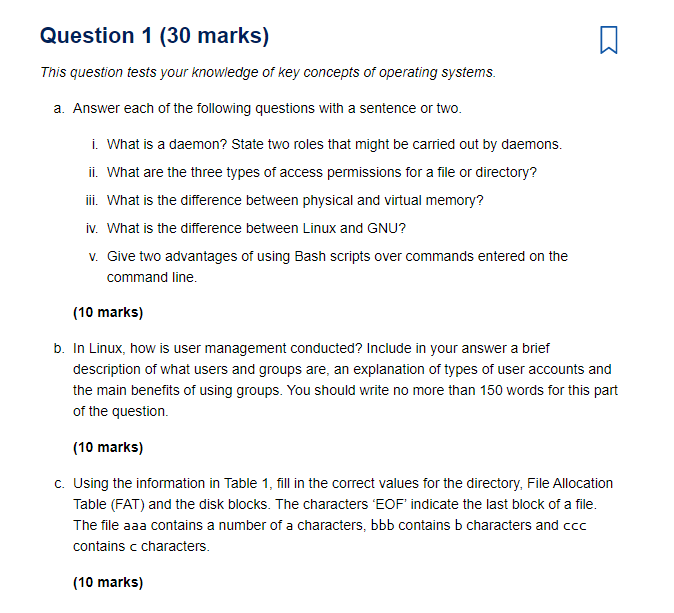 Question 1 (30 marks)
This question tests your knowledge of key concepts of operating systems.
a. Answer each of the following questions with a sentence or two.
i. What is a daemon? State two roles that might be carried out by daemons.
ii. What are the three types of access permissions for a file or directory?
iii. What is the difference between physical and virtual memory?
iv. What is the difference between Linux and GNU?
v. Give two advantages of using Bash scripts over commands entered on the
command line.
(10 marks)
b. In Linux, how is user management conducted? Include in your answer a brief
description of what users and groups are, an explanation of types of user accounts and
the main benefits of using groups. You should write no more than 150 words for this part
of the question.
(10 marks)
c. Using the information in Table 1, fill in the correct values for the directory, File Allocation
Table (FAT) and the disk blocks. The characters ‘EOF’ indicate the last block of a file.
The file aaa contains a number of a characters, bbb contains b characters and ccc
contains c characters.
(10 marks)